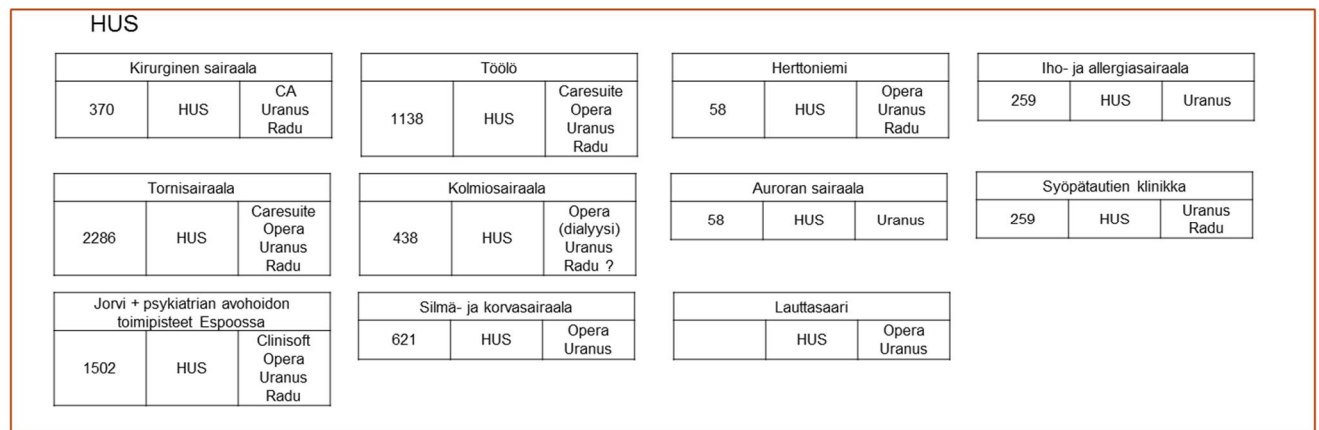 HUS
Kirurginen sairaala
370
HUS
CA
Uranus
Radu
Töölö
1138
HUS
Caresuite
Opera
Uranus
Radu
Herttoniemi
58
HUS
Opera
Uranus
Radu
Iho- ja allergiasairaala
259
HUS
Uranus
Tornisairaala
2286
HUS
Caresuite
Opera
Uranus
Radu
Kolmiosairaala
438
HUS
Opera
(dialyysi)
Uranus
Radu ?
Auroran sairaala
58
HUS
Uranus
Syöpätautien klinikka
259
HUS
Uranus
Radu
Jorvi + psykiatrian avohoidon
toimipisteet Espoossa
1502
HUS
Clinisoft
Opera
Uranus
Radu
Silmä- ja korvasairaala
621
HUS
Opera
Uranus
Lauttasaari
HUS
Opera
Uranus